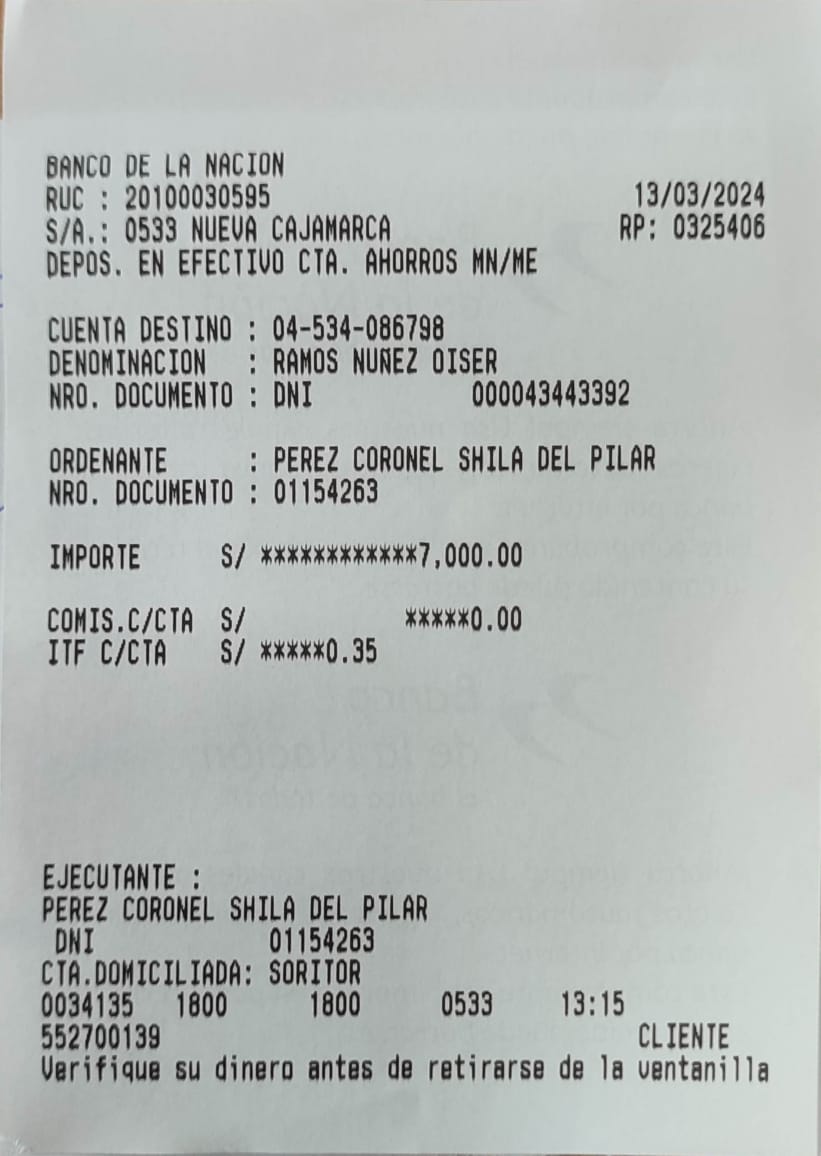 BANCO DE LA NACION
RUC : 20100030595 13/03/2024
S/A.: 0533 NUEVA CAJAMARCA RP: 0325406
DEPOS. EN EFECTIVO CTA. AHORROS MN/ME
CUENTA DESTINO : 04-534-086798
DENOMINACION : RAMOS NUÑEZ OISER
NRO. DOCUMENTO : DNI 000043443392
ORDENANTE : PEREZ CORONEL SHILA DEL PILAR
NRO. DOCUMENTO : 01154263
IMPORTE S/ ************7,000.00
COMIS.C/CTA S/ *****0.00
ITF C/CTA S/ *****0.35
EJECUTANTE :
PEREZ CORONEL SHILA DEL PILAR
DNI 01154263
CTA.DOMICILIADA: SORITOR
0034135 1800 1800 0533 13:15
552700139 CLIENTE
Verifique su dinero antes de retirarse de la ventanilla